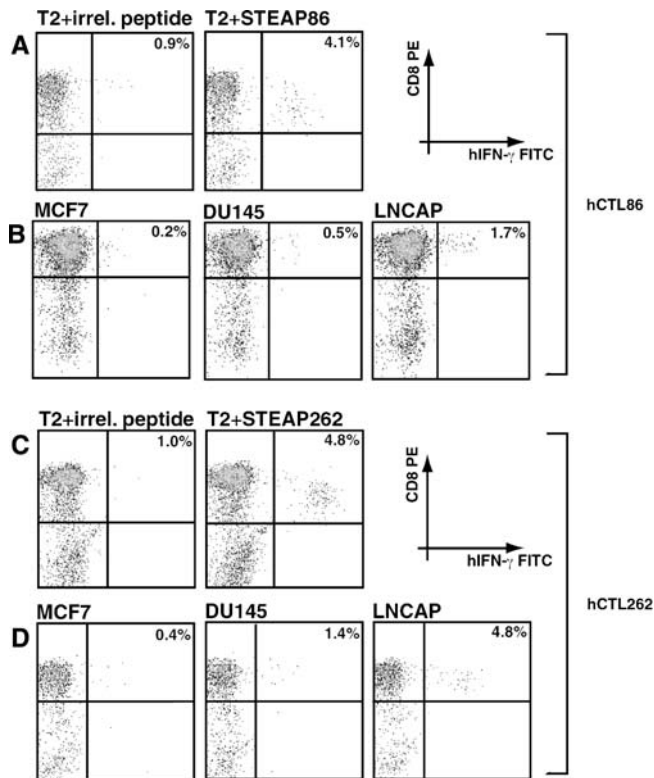 T2+irrel. peptide
T2+STEAP86
A
0.9%
4.1%
CD8 PE
hIFN-γ FITC
hCTL86
MCF7
DU145
LNCAP
B
0.2%
0.5%
1.7%
T2+irrel. peptide
T2+STEAP262
C
1.0%
4.8%
CD8 PE
hIFN-γ FITC
hCTL262
MCF7
DU145
LNCAP
D
0.4%
1.4%
4.8%